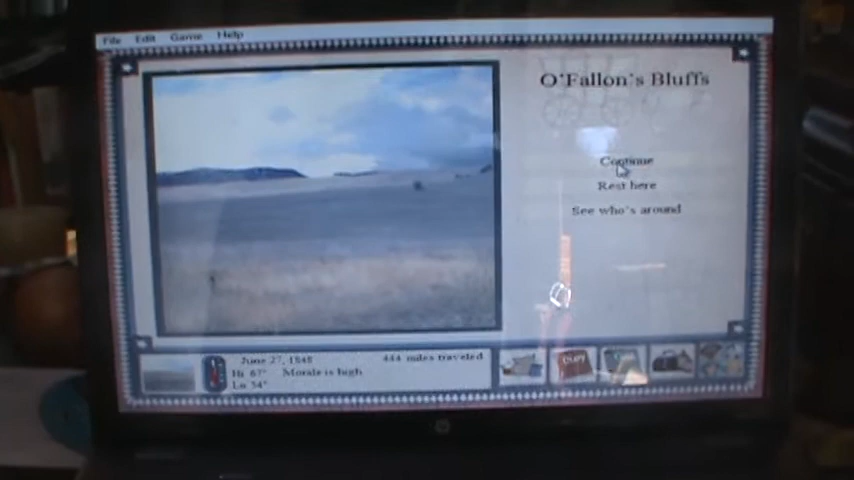 File Edit Game Help
O'Fallon's Bluffs
Continue
Rest here
See who's around
June 27, 1848
444 miles traveled
Hi 67° Morale is high
Lo 54°